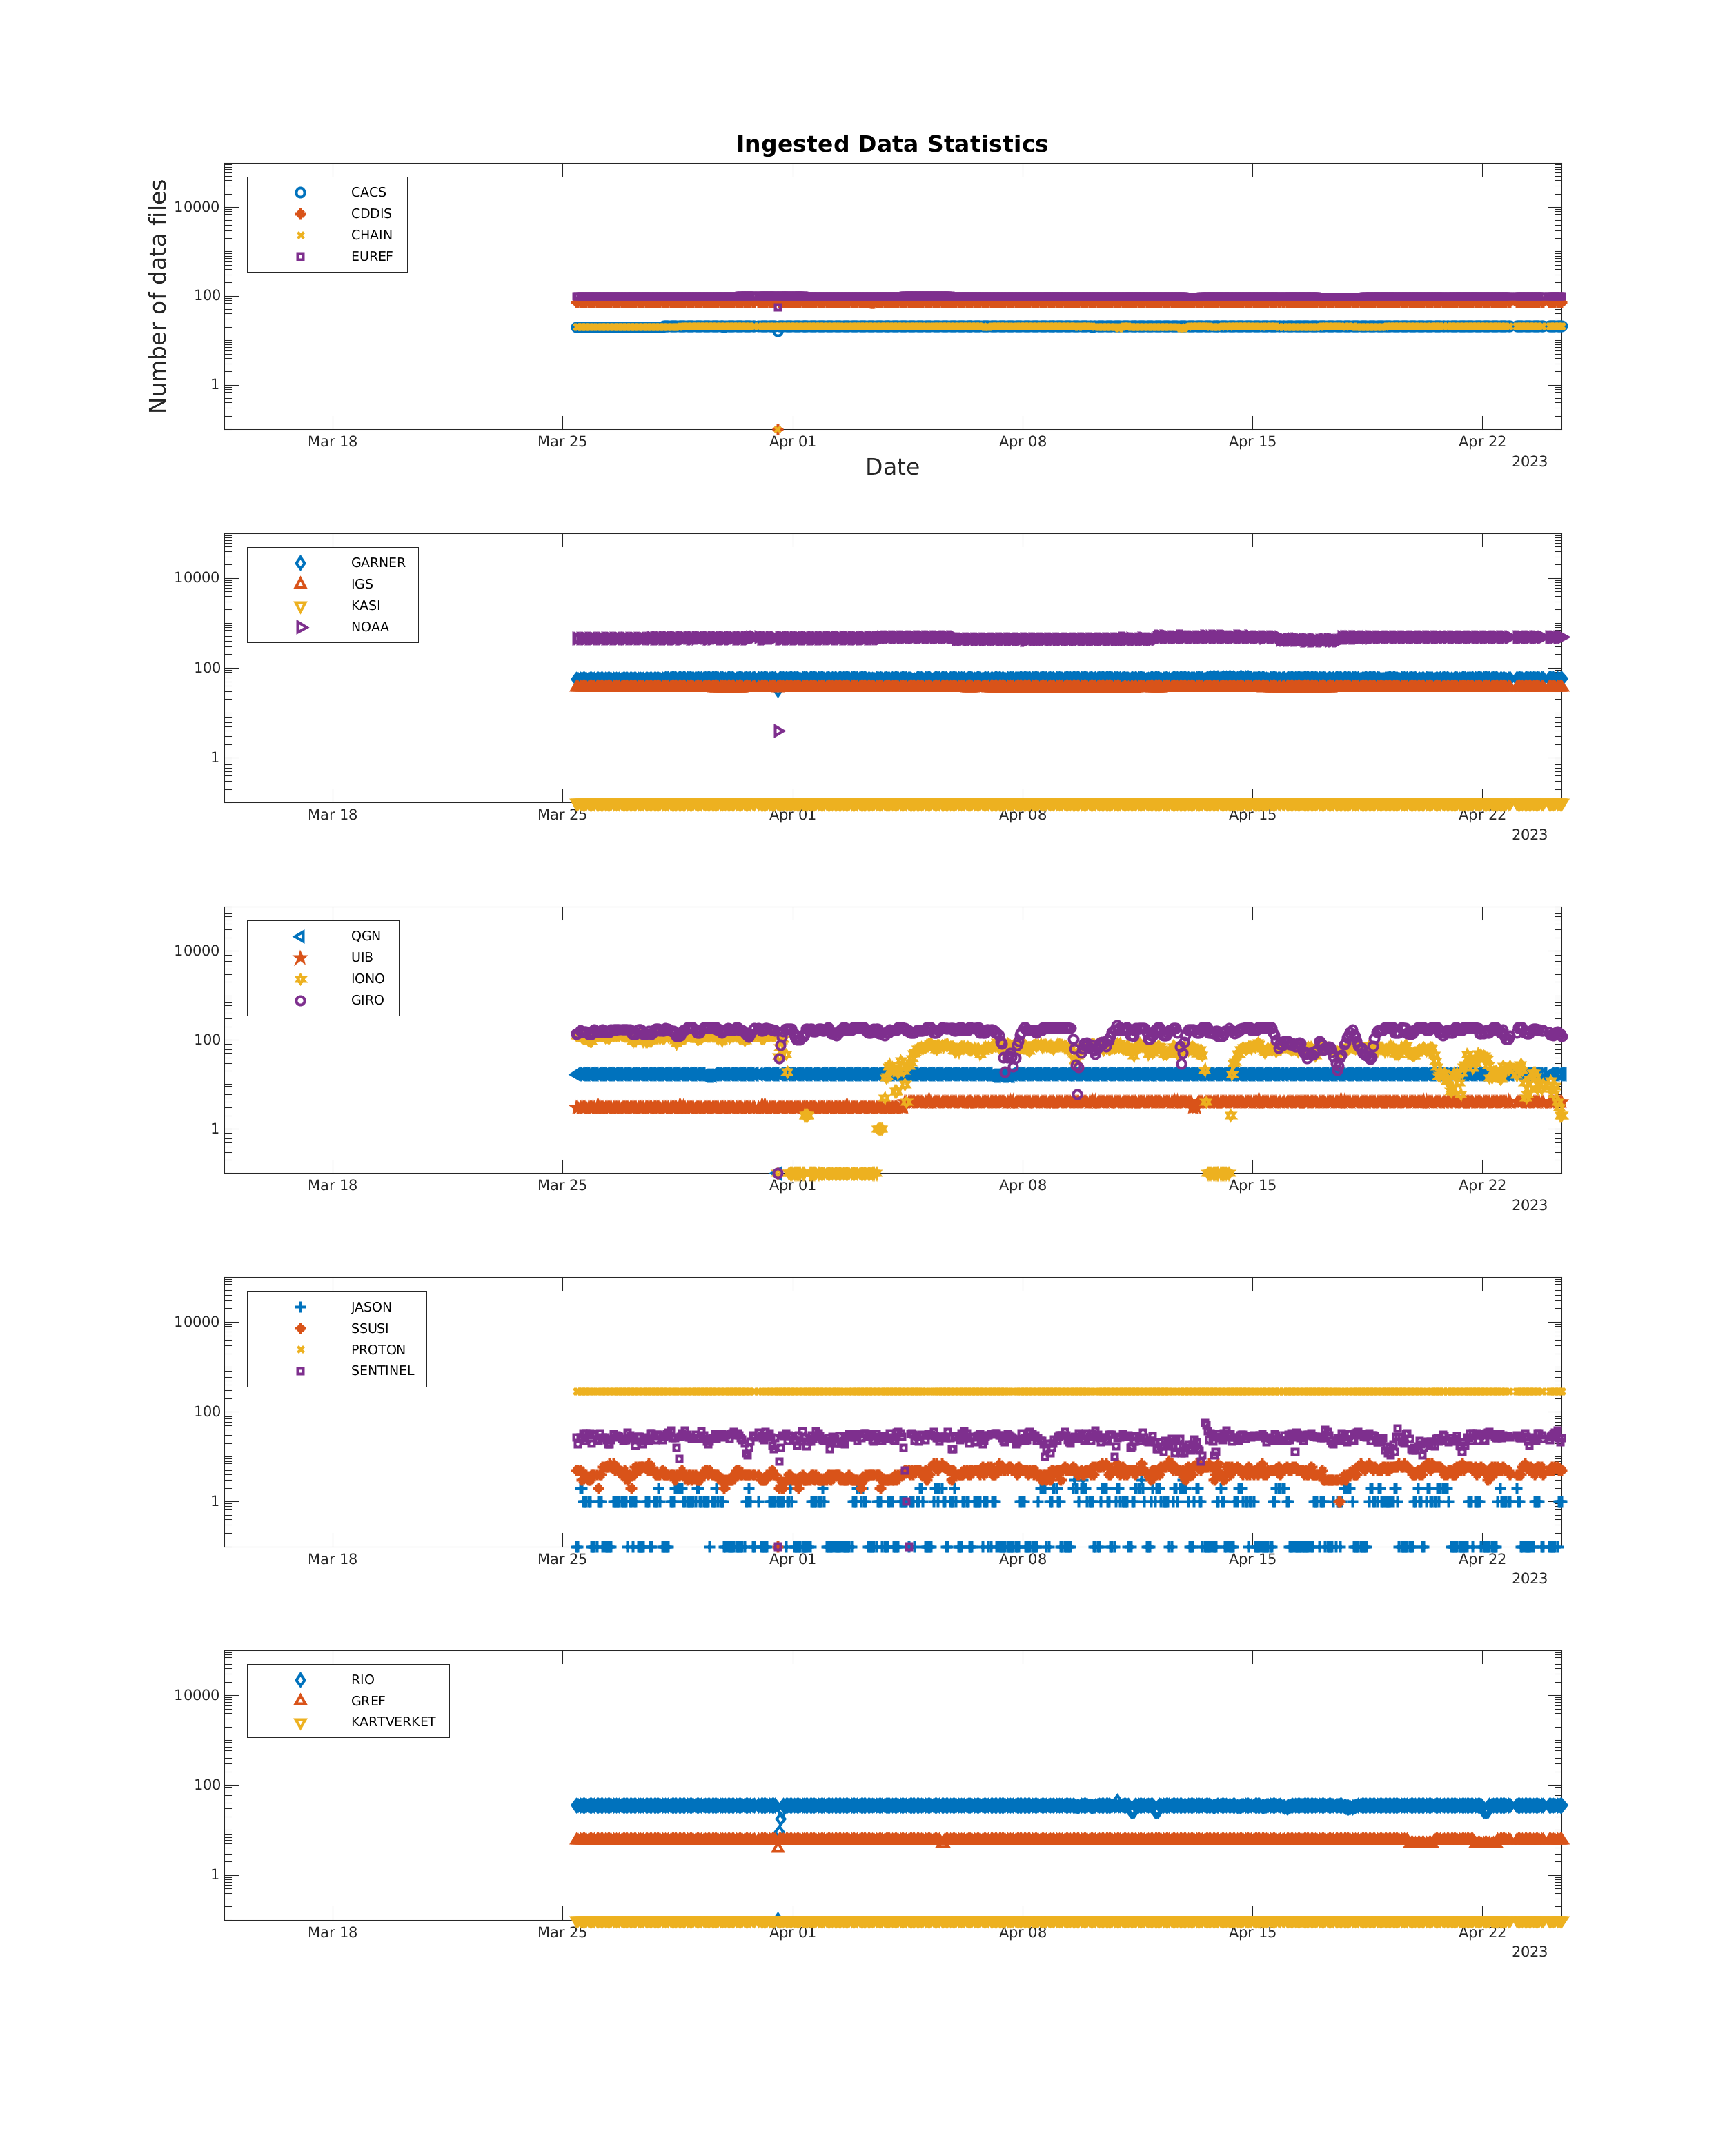 Ingested Data Statistics
Number of data files
CACS
CDDIS
CHAIN
EUREF
10000
100
1
Mar 18 Mar 25 Apr 01 Apr 08 Apr 15 Apr 22
2023
Date
GARNER
IGS
KASI
NOAA
10000
100
1
Mar 18 Mar 25 Apr 01 Apr 08 Apr 15 Apr 22
2023
QGN
UIB
IONO
GIRO
10000
100
1
Mar 18 Mar 25 Apr 01 Apr 08 Apr 15 Apr 22
2023
JASON
SSUSI
PROTON
SENTINEL
10000
100
1
Mar 18 Mar 25 Apr 01 Apr 08 Apr 15 Apr 22
2023
RIO
GREF
KARTVERKET
10000
100
1
Mar 18 Mar 25 Apr 01 Apr 08 Apr 15 Apr 22
2023